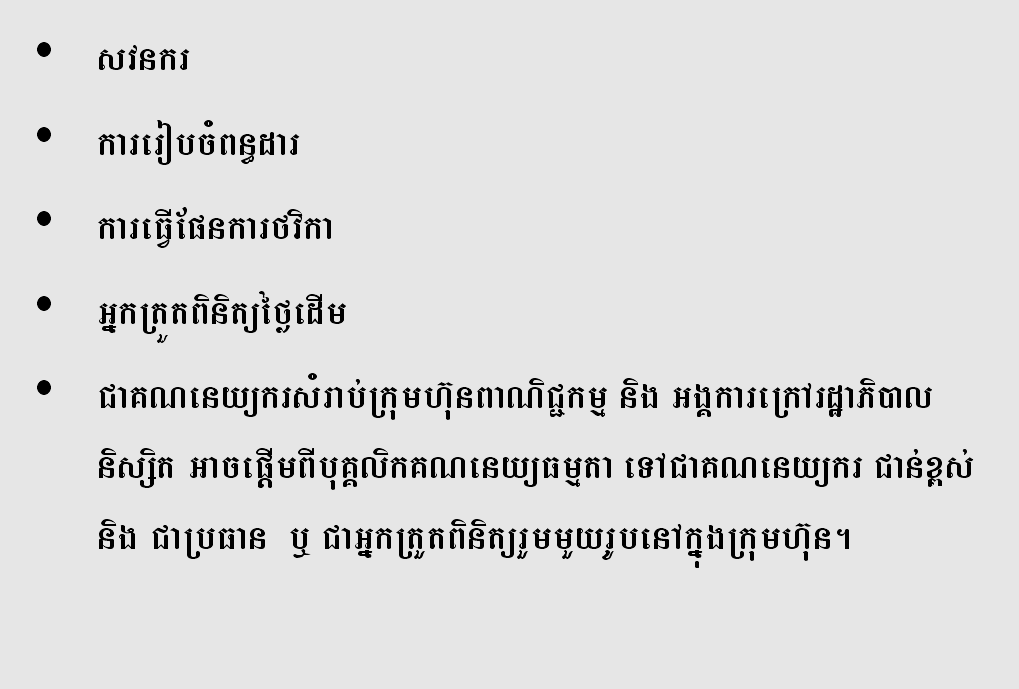 • សវនករ
• ការរៀបចំពន្ធដារ
• ការធ្វើផែនការថវិកា
• អ្នកត្រួតពិនិត្យថ្លៃដើម
• ជាគណនេយ្យករសំរាប់ក្រុមហ៊ុនពាណិជ្ជកម្ម និង អង្គការក្រៅរដ្ឋាភិបាល
និស្សិត អាចផ្តើមពីបុគ្គលិកគណនេយ្យធម្មតា ទៅជាគណនេយ្យករ ជាន់ខ្ពស់
និង ជាប្រធាន ឬ ជាអ្នកត្រួតពិនិត្យរួមមួយរូបនៅក្នុងក្រុមហ៊ុន។